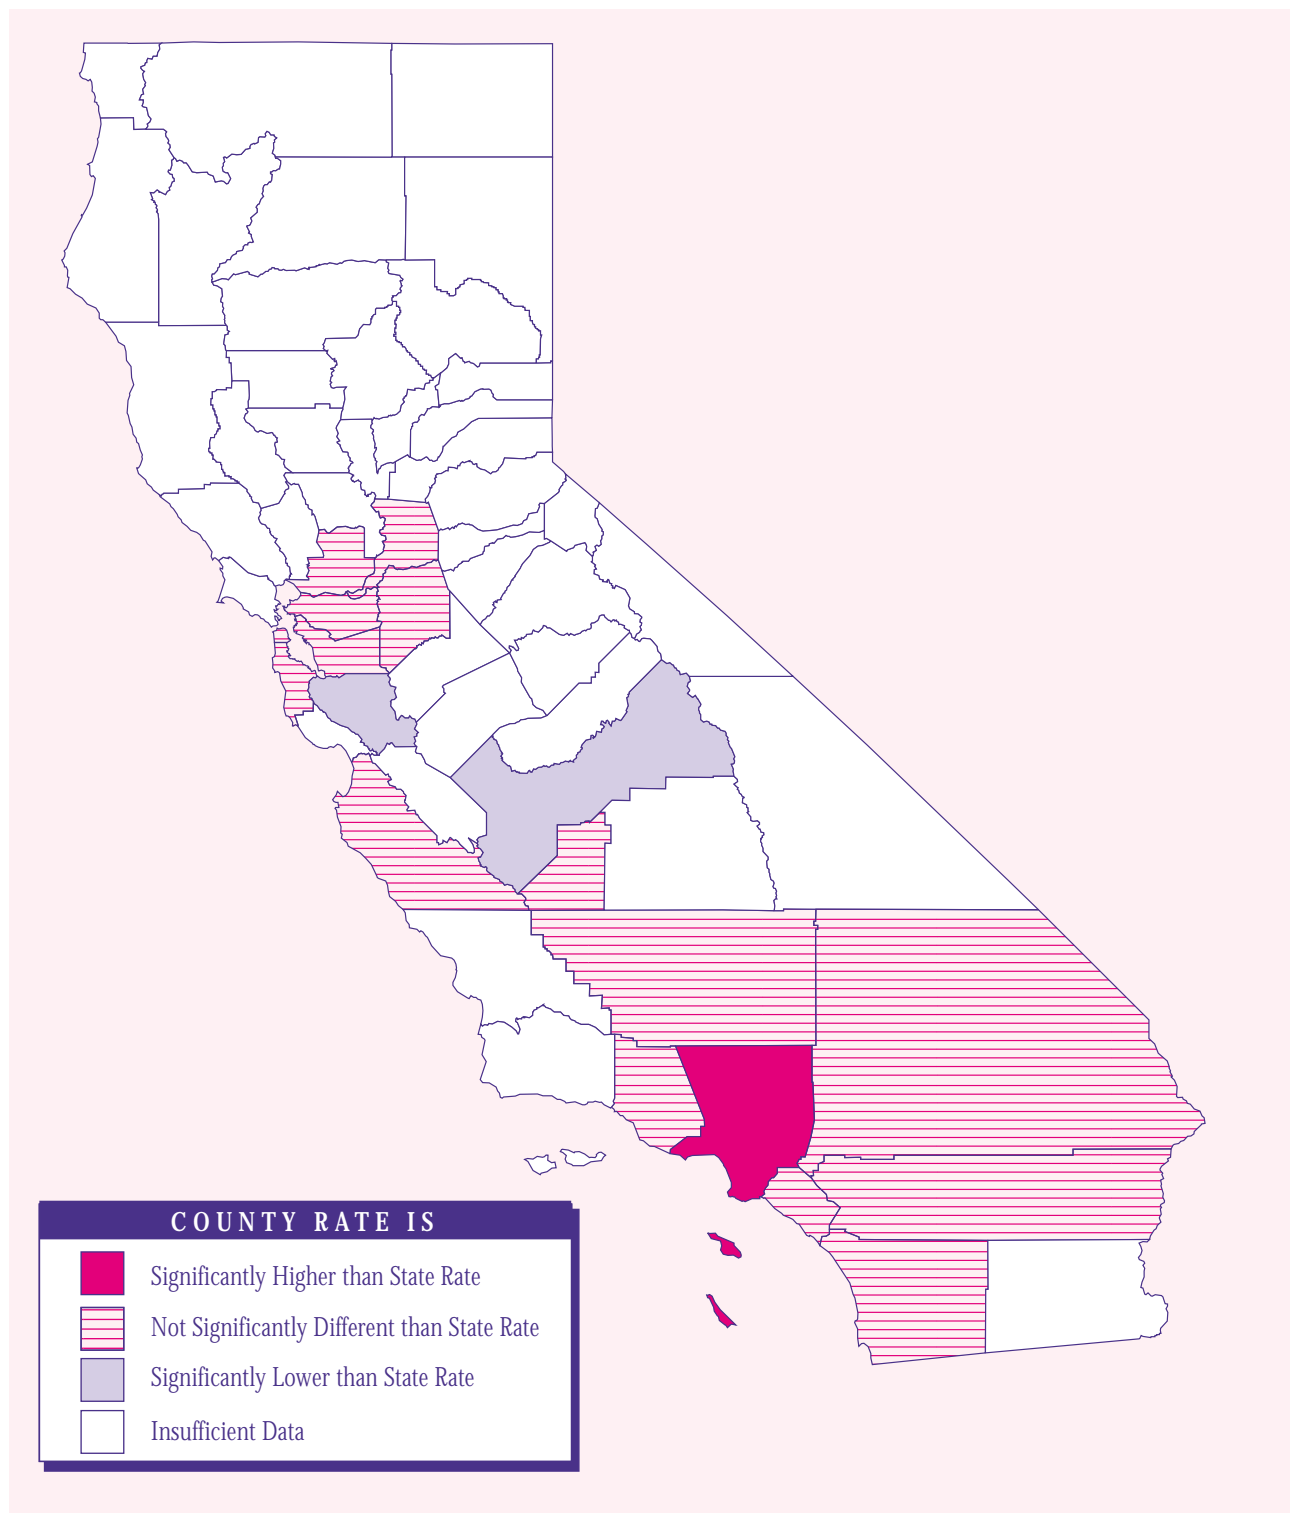 COUNTY RATE IS
Significantly Higher than State Rate
Not Significantly Different than State Rate
Significantly Lower than State Rate
Insufficient Data